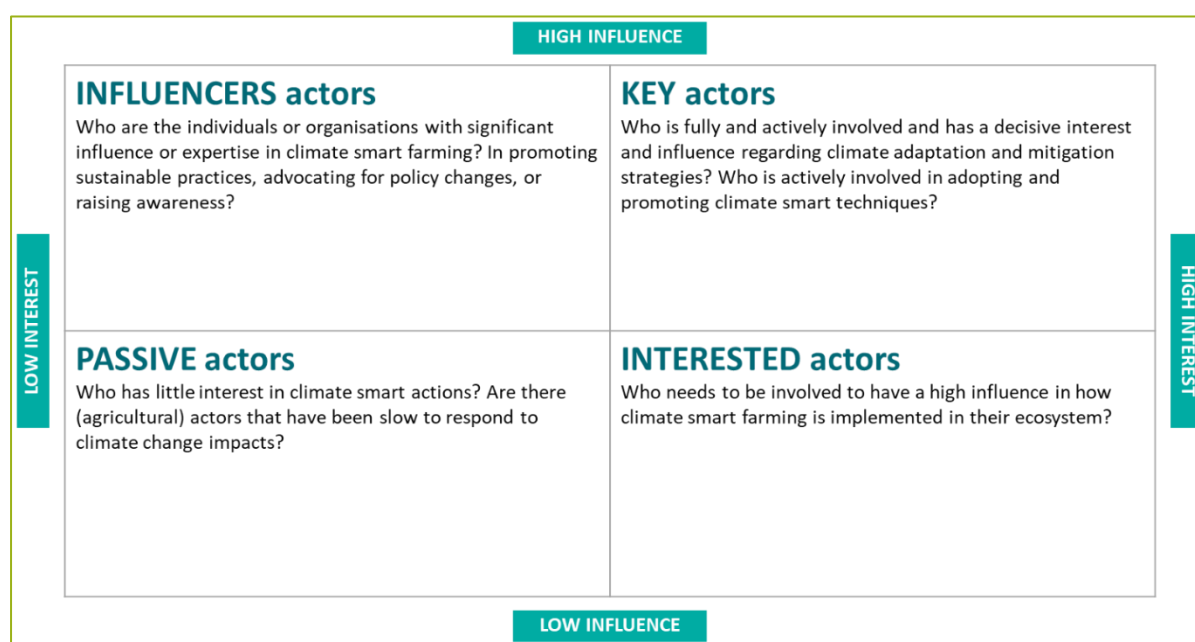 HIGH INFLUENCE
INFLUENCERS actors
Who are the individuals or organisations with significant
influence or expertise in climate smart farming? In promoting
sustainable practices, advocating for policy changes, or
raising awareness?
KEY actors
Who is fully and actively involved and has a decisive interest
and influence regarding climate adaptation and mitigation
strategies? Who is actively involved in adopting and
promoting climate smart techniques?
LOW INTEREST
HIGH INTEREST
PASSIVE actors
Who has little interest in climate smart actions? Are there
(agricultural) actors that have been slow to respond to
climate change impacts?
INTERESTED actors
Who needs to be involved to have a high influence in how
climate smart farming is implemented in their ecosystem?
LOW INFLUENCE